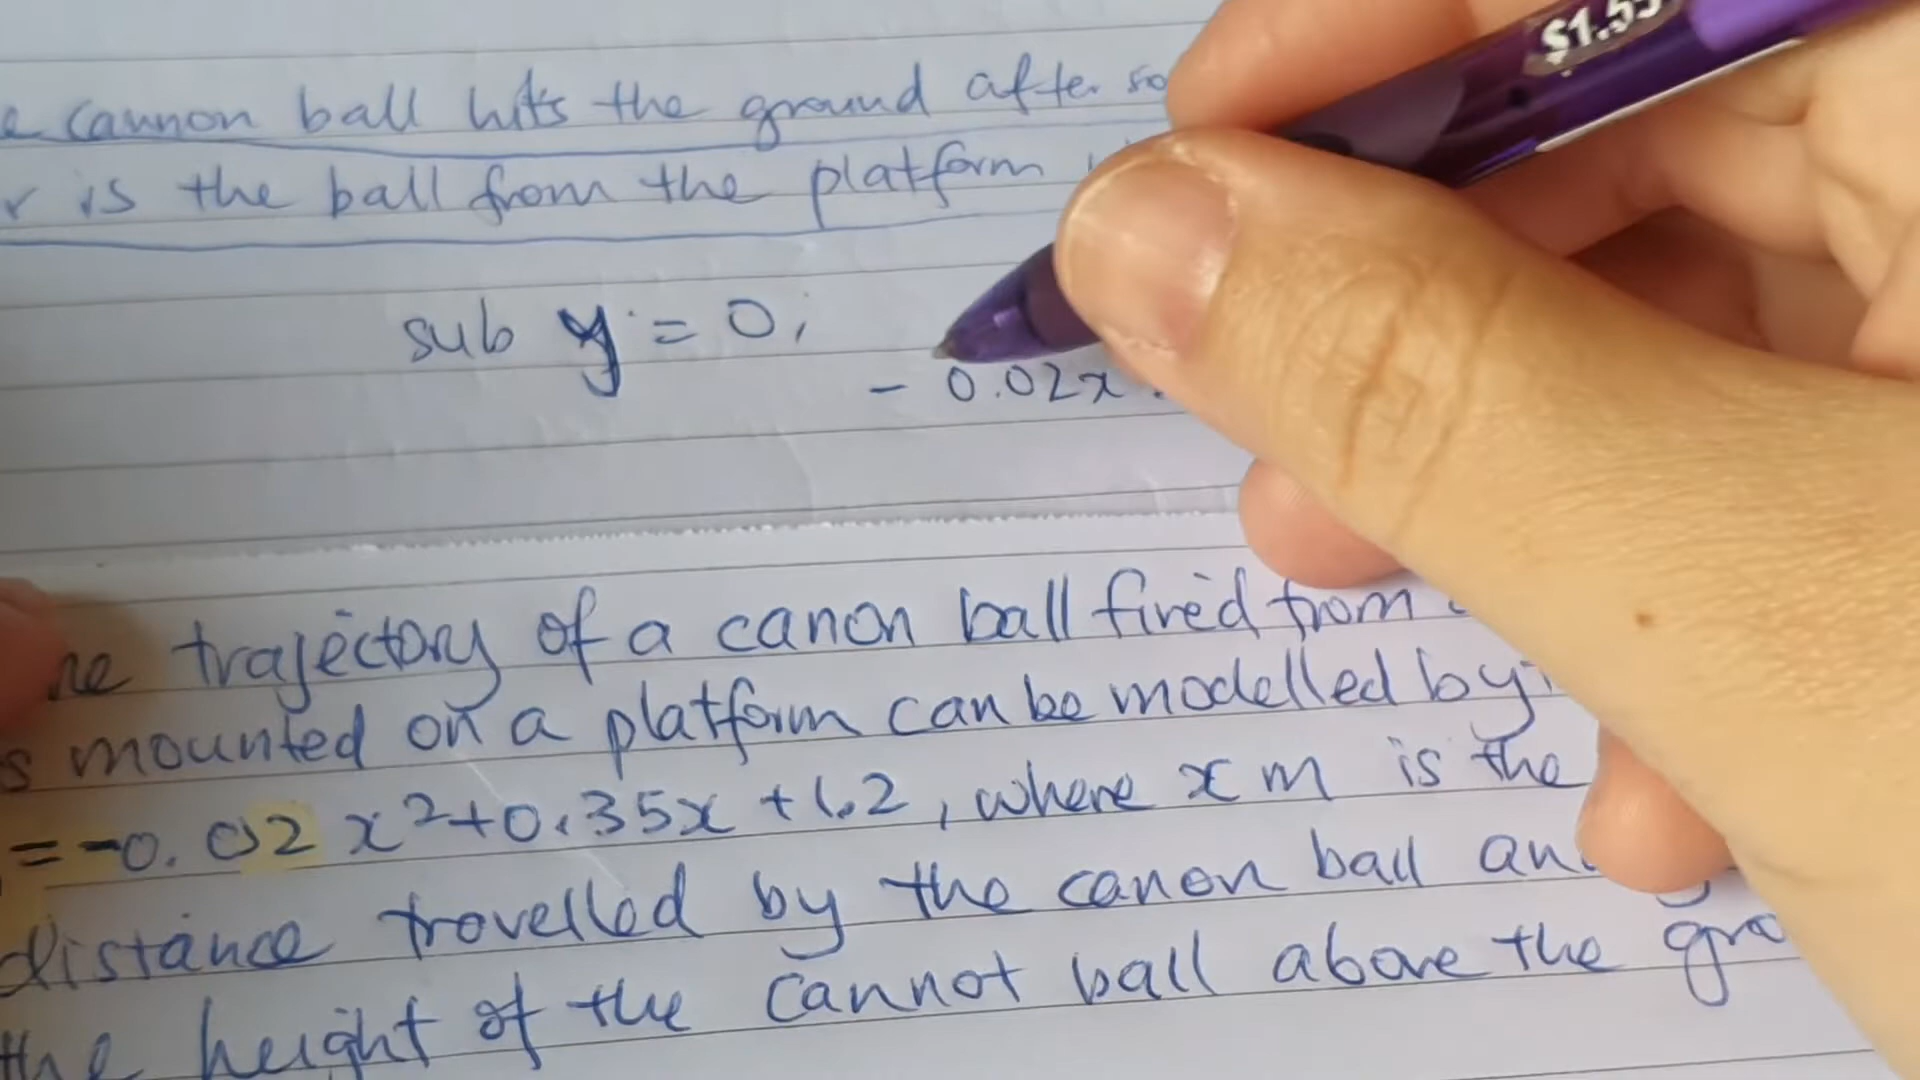 $1.55
cannon ball hits the ground after so
is the ball from the platform
sub y = 0,
- 0.02x
trajectory of a canon ball fired from
mounted on a platform can be modelled by
= -0.02 x² + 0.35x + 1.2, where x m is the
distance travelled by the canon ball an
the height of the cannot ball above the gro